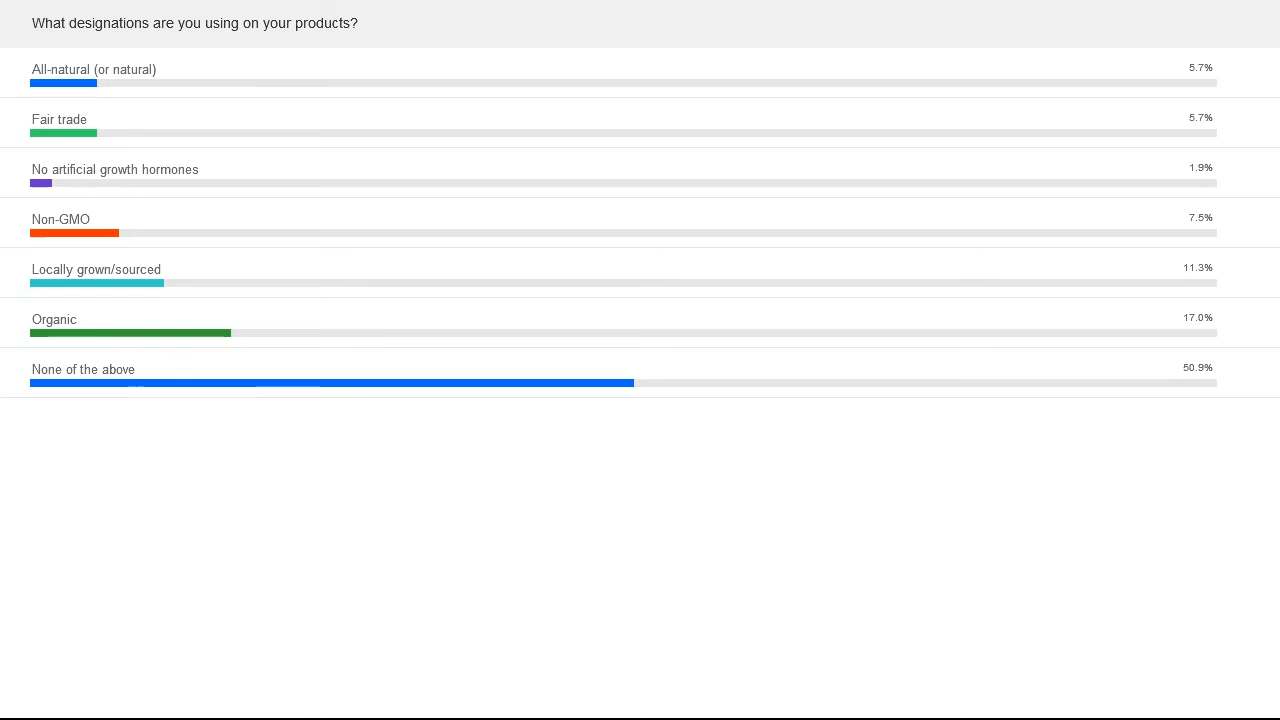 What designations are you using on your products?
All-natural (or natural) 5.7%
Fair trade 5.7%
No artificial growth hormones 1.9%
Non-GMO 7.5%
Locally grown/sourced 11.3%
Organic 17.0%
None of the above 50.9%